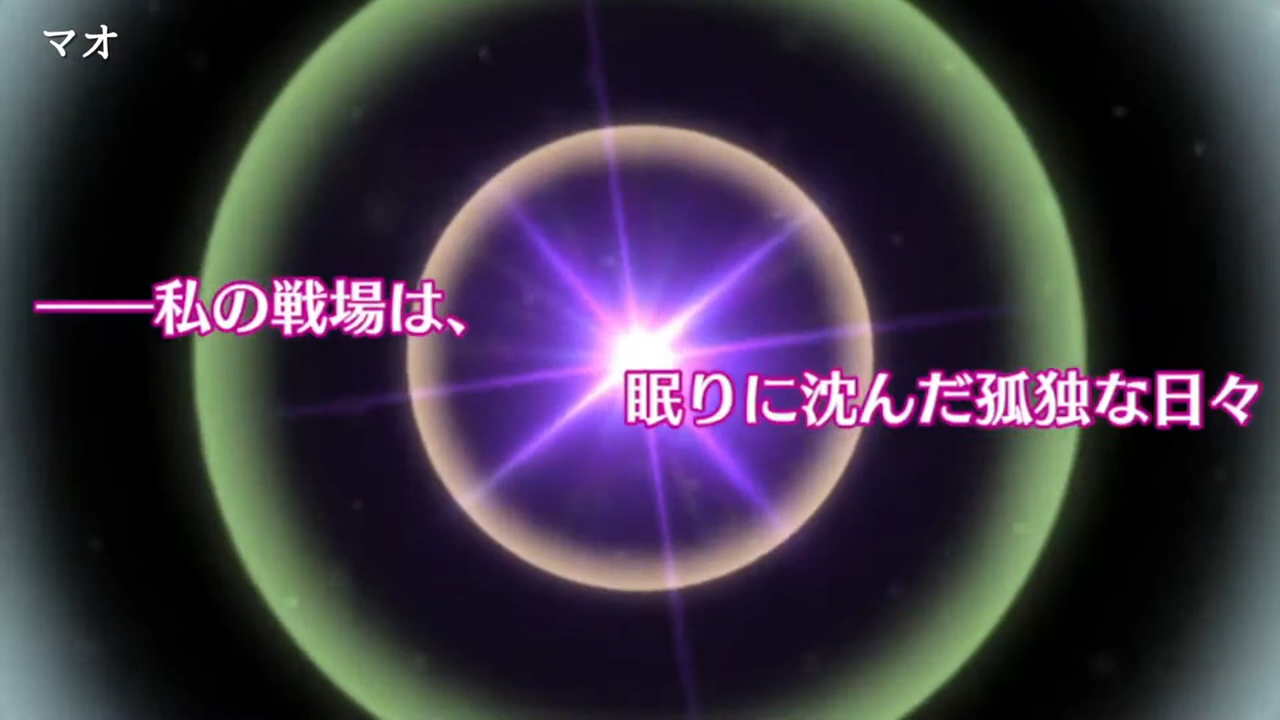 マオ
――私の戦場は、
眠りに沈んだ孤独な日々